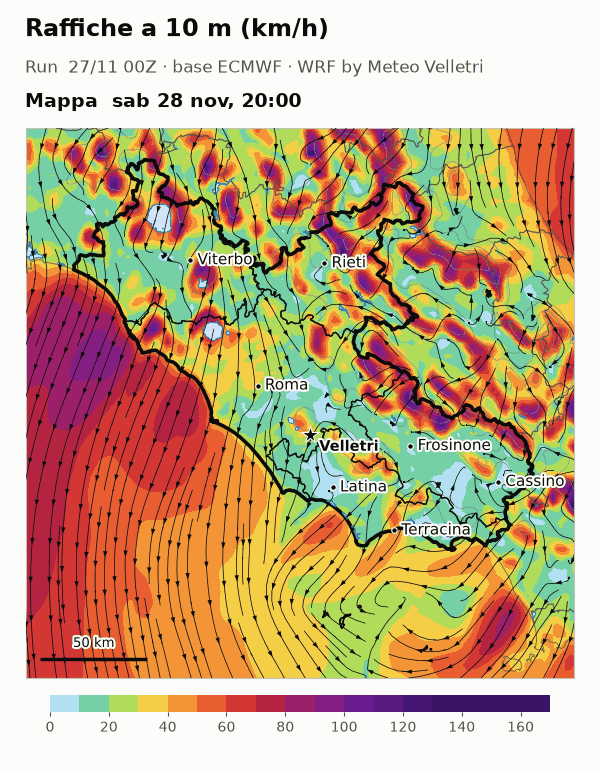 Raffiche a 10 m (km/h)
Run  27/11 00Z · base ECMWF · WRF by Meteo Velletri
Mappa  sab 28 nov, 20:00
Viterbo
Rieti
Roma
Velletri
Frosinone
Latina
Cassino
Terracina
50 km
0 20 40 60 80 100 120 140 160